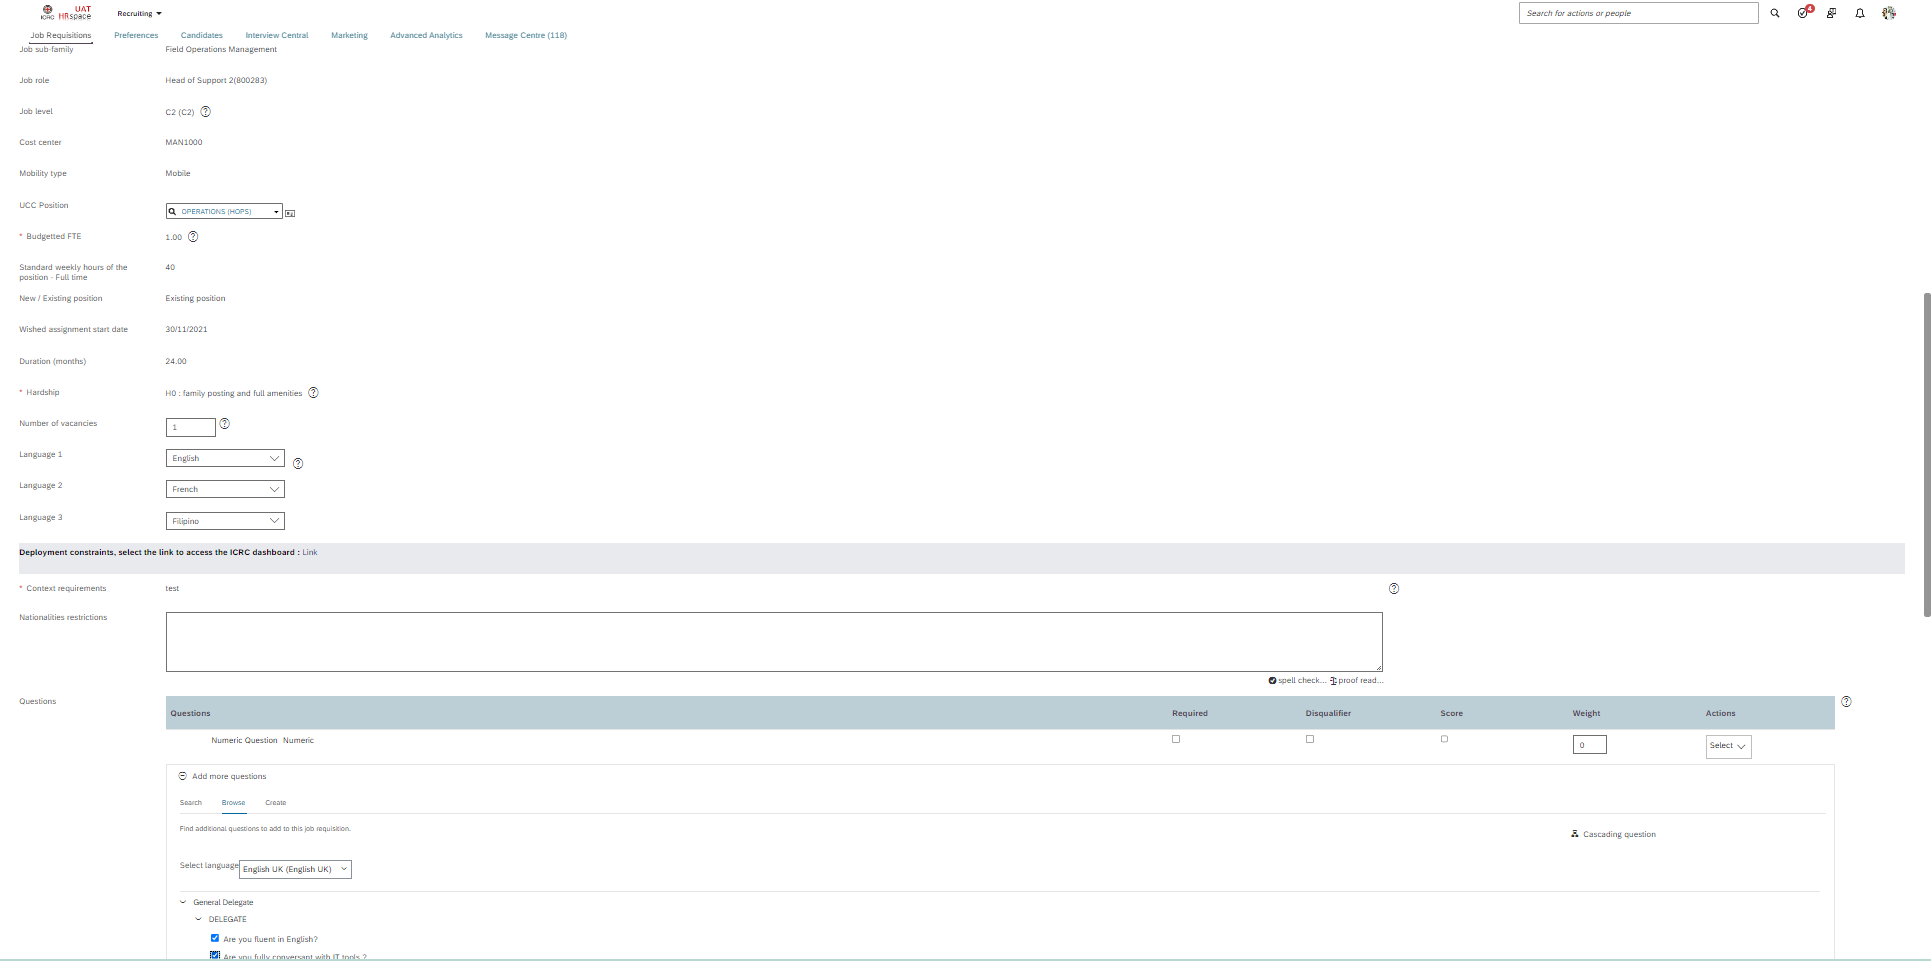 UAT
ICRC HRspace
Recruiting
Search for actions or people
4
Job Requisitions Preferences Candidates Interview Central Marketing Advanced Analytics Message Centre (118)
Job sub-family Field Operations Management
Job role Head of Support 2(800283)
Job level C2 (C2) ?
Cost center MAN1000
Mobility type Mobile
UCC Position OPERATIONS (HOPS)
* Budgetted FTE 1.00 ?
Standard weekly hours of the 40
position - Full time
New / Existing position Existing position
Wished assignment start date 30/11/2021
Duration (months) 24.00
* Hardship H0 : family posting and full amenities ?
Number of vacancies 1 ?
Language 1 English ?
Language 2 French
Language 3 Filipino
Deployment constraints, select the link to access the ICRC dashboard : Link
* Context requirements test ?
Nationalities restrictions
spell check... proof read...
Questions ?
Questions Required Disqualifier Score Weight Actions
Numeric Question Numeric 0 Select
Add more questions
Search Browse Create
Find additional questions to add to this job requisition.
Cascading question
Select language English UK (English UK)
General Delegate
DELEGATE
Are you fluent in English?
Are you fully conversant with IT tools ?